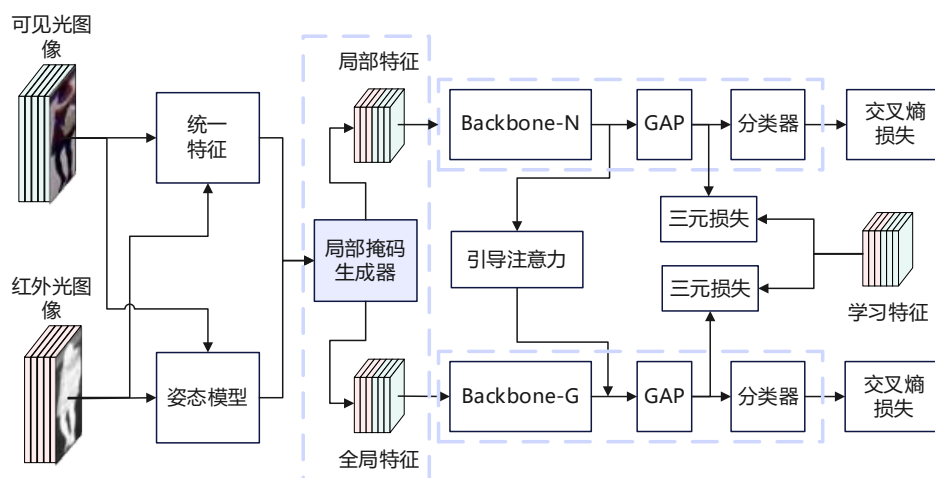 可见光图
像
局部特征
统一
特征
Backbone-N
GAP
分类器
交叉熵
损失
三元损失
局部掩码
生成器
引导注意力
红外光图
像
三元损失
学习特征
姿态模型
Backbone-G
GAP
分类器
交叉熵
损失
全局特征